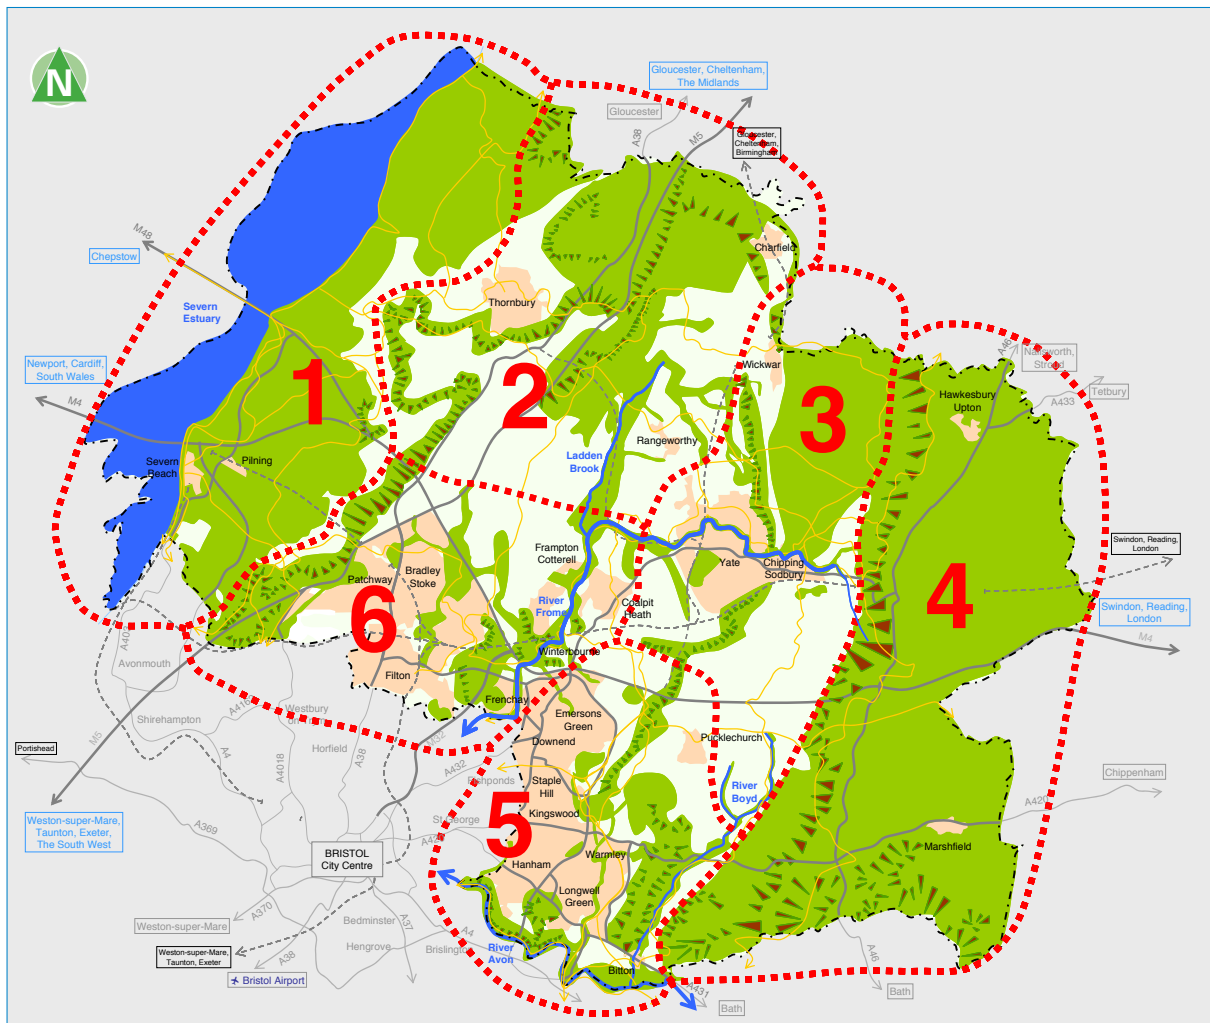 N
Gloucester, Cheltenham,
The Midlands
Gloucester
A38
M5
Gloucester,
Cheltenham,
Birmingham
M48
Chepstow
Charfield
Severn
Estuary
Thornbury
Newport, Cardiff,
South Wales
M4
1
2
3
Wickwar
A46
Nailsworth,
Stroud
Tetbury
A433
Hawkesbury
Upton
Rangeworthy
Ladden
Brook
Severn
Beach
Pilning
Frampton
Cotterell
Swindon, Reading,
London
Patchway
Bradley
Stoke
Yate
Chipping
Sodbury
4
6
River
Frome
Coalpit
Heath
Swindon, Reading,
London
M4
A403
Avonmouth
Winterbourne
Filton
Frenchay
Shirehampton
A4
Westbury
A38
Horfield
M32
A4018
M5
Emersons
Green
Downend
Pucklechurch
Portishead
A432
Fishponds
Staple
Hill
River
Boyd
Chippenham
A420
Kingswood
5
St George
Weston-super-Mare,
Taunton, Exeter,
The South West
A369
BRISTOL
City Centre
Hanham
Warmley
Marshfield
Longwell
Green
Weston-super-Mare
A370
Bedminster
A37
A4
Hengrove
Brislington
River
Avon
Weston-super-Mare,
Taunton, Exeter
A38
Bristol Airport
Bitton
A431
Bath
A46
Bath